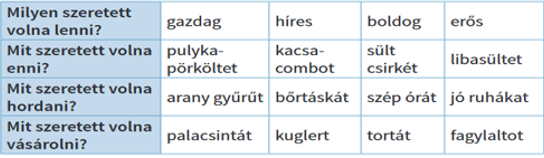 Milyen szeretett volna lenni? gazdag híres boldog erős
Mit szeretett volna enni? pulyka-pörköltet kacsa-combot sült csirkét libasültet
Mit szeretett volna hordani? arany gyűrűt bőrtáskát szép órát jó ruhákat
Mit szeretett volna vásárolni? palacsintát kuglert tortát fagylaltot